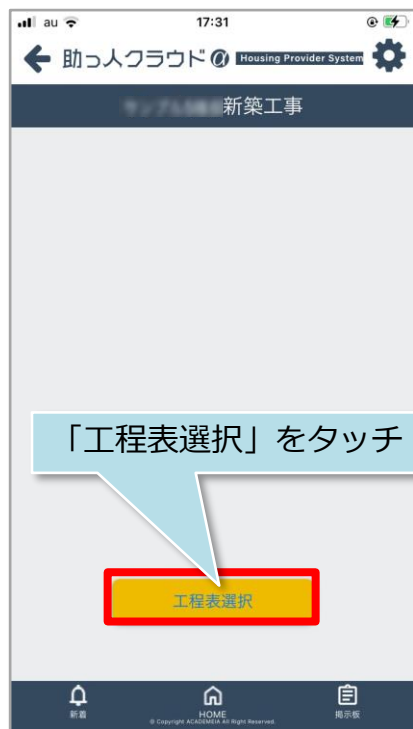 au 17:31
助っ人クラウド α Housing Provider System
新築工事
「工程表選択」をタッチ
工程表選択
新着 HOME 掲示板
© Copyright ACADEMEIA All Right Reserved.